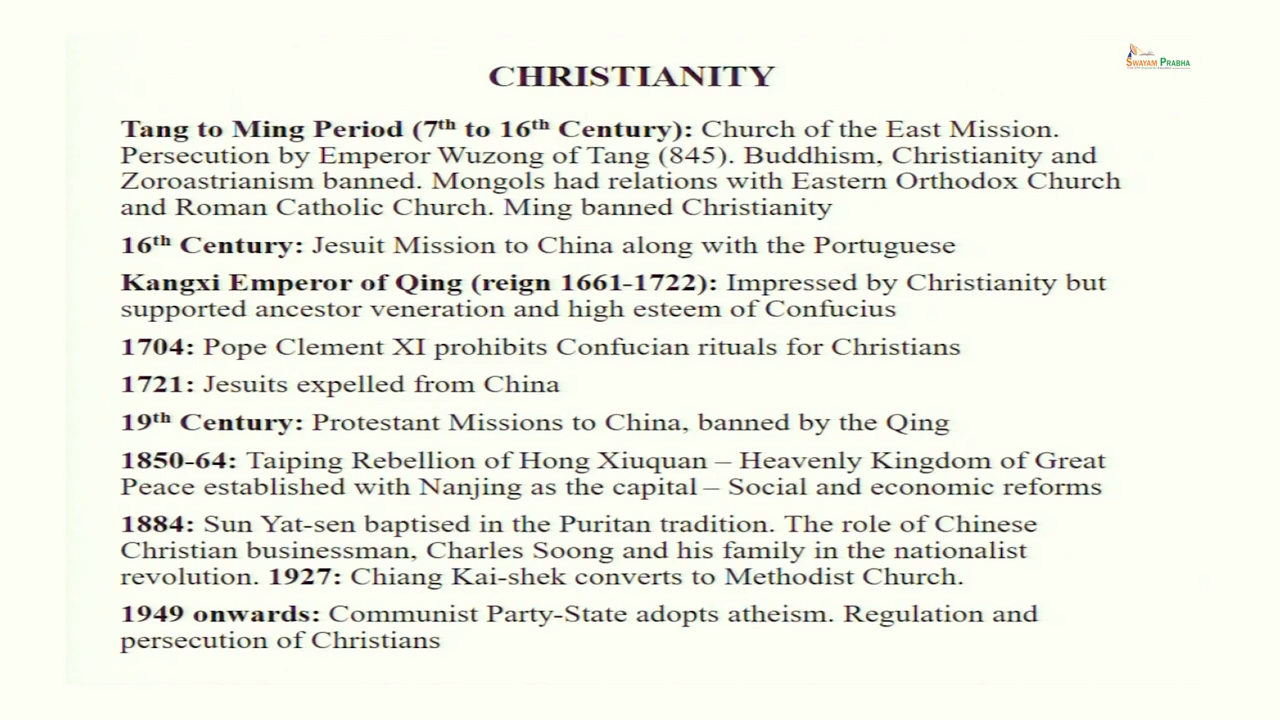 SWAYAM PRABHA
CHRISTIANITY
Tang to Ming Period (7th to 16th Century): Church of the East Mission.
Persecution by Emperor Wuzong of Tang (845). Buddhism, Christianity and
Zoroastrianism banned. Mongols had relations with Eastern Orthodox Church
and Roman Catholic Church. Ming banned Christianity
16th Century: Jesuit Mission to China along with the Portuguese
Kangxi Emperor of Qing (reign 1661-1722): Impressed by Christianity but
supported ancestor veneration and high esteem of Confucius
1704: Pope Clement XI prohibits Confucian rituals for Christians
1721: Jesuits expelled from China
19th Century: Protestant Missions to China, banned by the Qing
1850-64: Taiping Rebellion of Hong Xiuquan – Heavenly Kingdom of Great
Peace established with Nanjing as the capital – Social and economic reforms
1884: Sun Yat-sen baptised in the Puritan tradition. The role of Chinese
Christian businessman, Charles Soong and his family in the nationalist
revolution. 1927: Chiang Kai-shek converts to Methodist Church.
1949 onwards: Communist Party-State adopts atheism. Regulation and
persecution of Christians